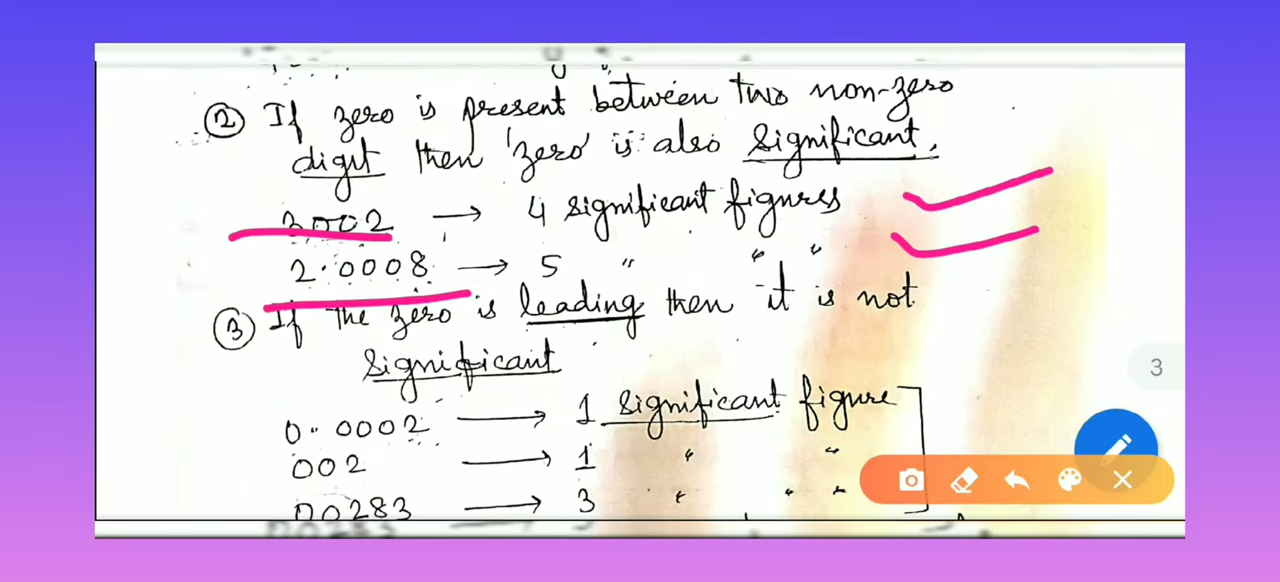 ② If zero is present between two non-zero
digit then 'zero' is also significant.
3002 → 4 significant figures
2.0008 → 5 " " "
③ If the zero is leading then it is not
significant
0.0002 → 1 significant figure
002 → 1 " "
00283 → 3 " " "
3